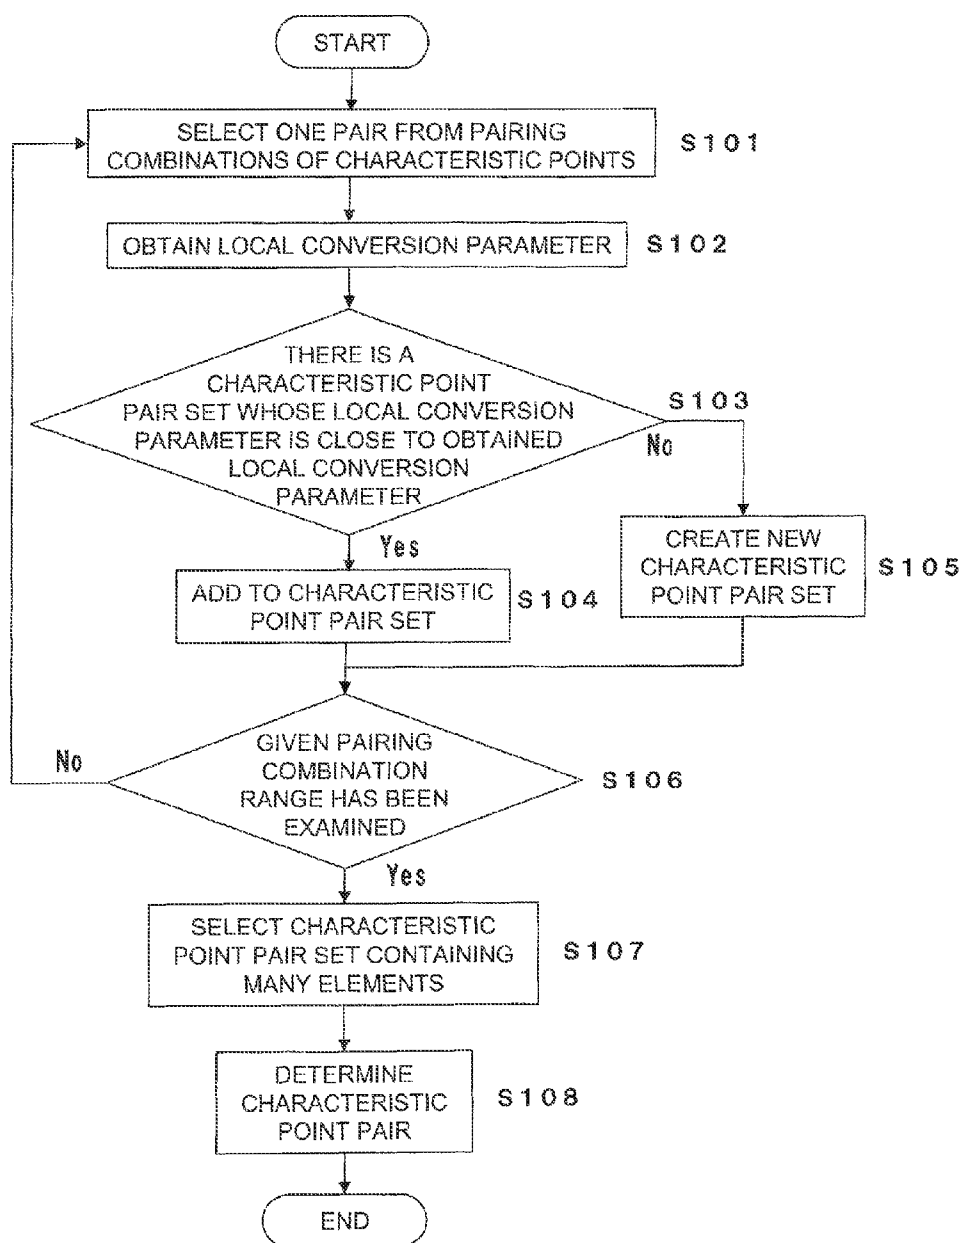 START
SELECT ONE PAIR FROM PAIRING
COMBINATIONS OF CHARACTERISTIC POINTS
S101
OBTAIN LOCAL CONVERSION PARAMETER
S102
THERE IS A
CHARACTERISTIC POINT
PAIR SET WHOSE LOCAL CONVERSION
PARAMETER IS CLOSE TO OBTAINED
LOCAL CONVERSION
PARAMETER
S103
No
Yes
CREATE NEW
CHARACTERISTIC
POINT PAIR SET
S105
ADD TO CHARACTERISTIC
POINT PAIR SET
S104
GIVEN PAIRING
COMBINATION
RANGE HAS BEEN
EXAMINED
No
S106
Yes
SELECT CHARACTERISTIC
POINT PAIR SET CONTAINING
MANY ELEMENTS
S107
DETERMINE
CHARACTERISTIC
POINT PAIR
S108
END